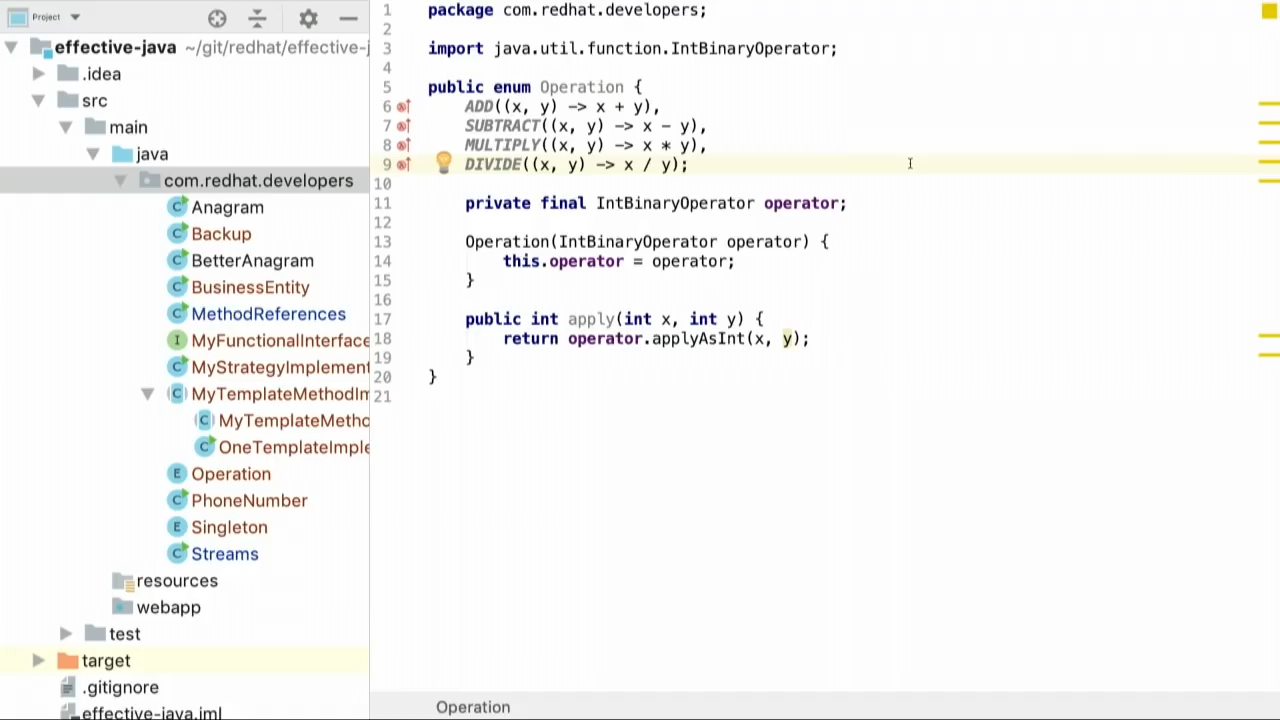 Project
effective-java ~/git/redhat/effective-j
.idea
src
main
java
com.redhat.developers
Anagram
Backup
BetterAnagram
BusinessEntity
MethodReferences
MyFunctionalInterface
MyStrategyImplement
MyTemplateMethodIm
MyTemplateMetho
OneTemplateImple
Operation
PhoneNumber
Singleton
Streams
resources
webapp
test
target
.gitignore
effective-java.iml
1 package com.redhat.developers;
2
3 import java.util.function.IntBinaryOperator;
4
5 public enum Operation {
6 ADD((x, y) -> x + y),
7 SUBTRACT((x, y) -> x - y),
8 MULTIPLY((x, y) -> x * y),
9 DIVIDE((x, y) -> x / y);
10
11 private final IntBinaryOperator operator;
12
13 Operation(IntBinaryOperator operator) {
14 this.operator = operator;
15 }
16
17 public int apply(int x, int y) {
18 return operator.applyAsInt(x, y);
19 }
20 }
21
Operation